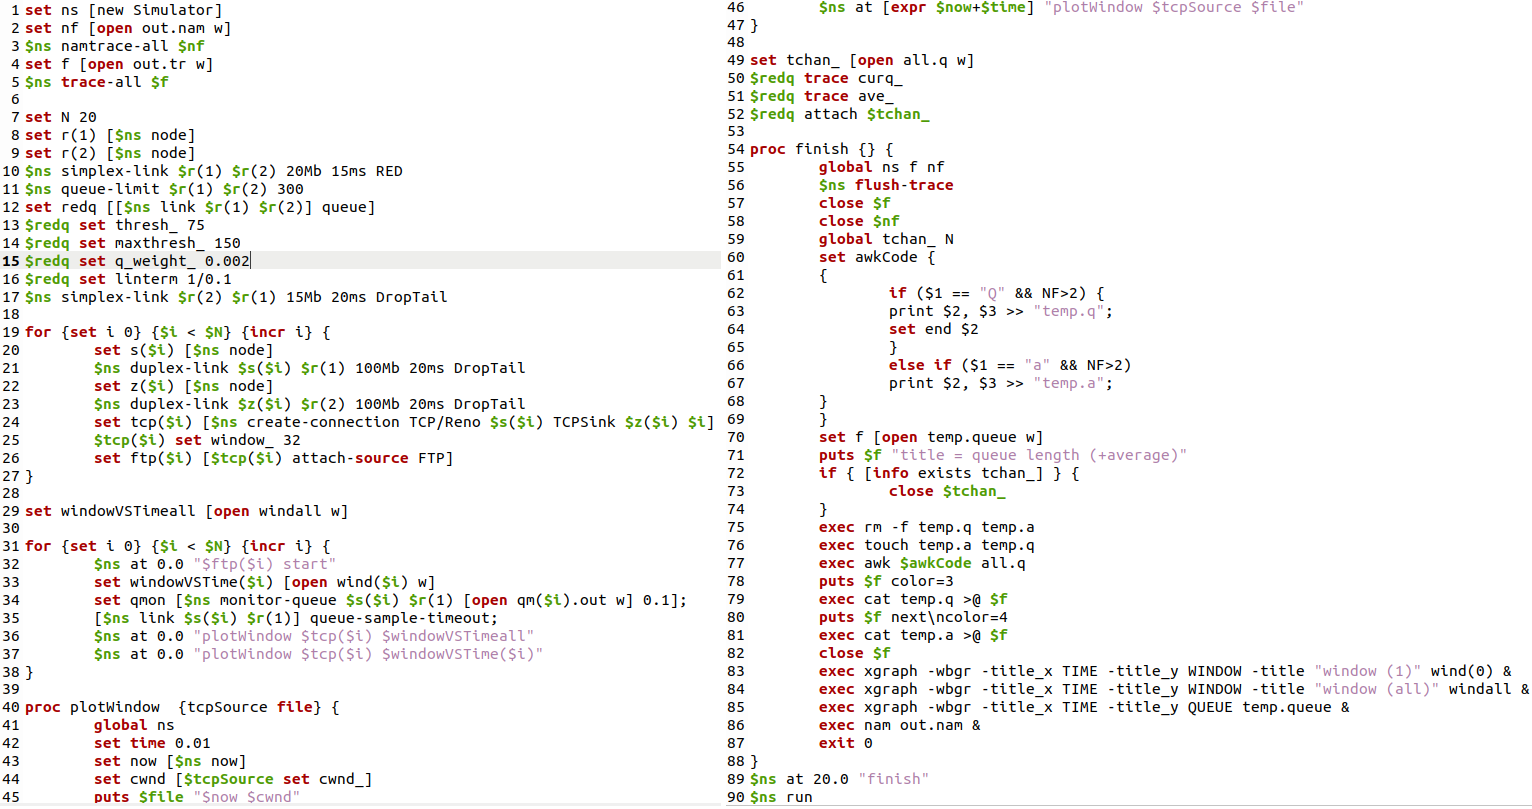 1 set ns [new Simulator]
2 set nf [open out.nam w]
3 $ns namtrace-all $nf
4 set f [open out.tr w]
5 $ns trace-all $f
6
7 set N 20
8 set r(1) [$ns node]
9 set r(2) [$ns node]
10 $ns simplex-link $r(1) $r(2) 20Mb 15ms RED
11 $ns queue-limit $r(1) $r(2) 300
12 set redq [[$ns link $r(1) $r(2)] queue]
13 $redq set thresh_ 75
14 $redq set maxthresh_ 150
15 $redq set q_weight_ 0.002
16 $redq set linterm 1/0.1
17 $ns simplex-link $r(2) $r(1) 15Mb 20ms DropTail
18
19 for {set i 0} {$i < $N} {incr i} {
20 set s($i) [$ns node]
21 $ns duplex-link $s($i) $r(1) 100Mb 20ms DropTail
22 set z($i) [$ns node]
23 $ns duplex-link $z($i) $r(2) 100Mb 20ms DropTail
24 set tcp($i) [$ns create-connection TCP/Reno $s($i) TCPSink $z($i) $i]
25 $tcp($i) set window_ 32
26 set ftp($i) [$tcp($i) attach-source FTP]
27 }
28
29 set windowVSTimeall [open windall w]
30
31 for {set i 0} {$i < $N} {incr i} {
32 $ns at 0.0 "$ftp($i) start"
33 set windowVSTime($i) [open wind($i) w]
34 set qmon [$ns monitor-queue $s($i) $r(1) [open qm($i).out w] 0.1];
35 [$ns link $s($i) $r(1)] queue-sample-timeout;
36 $ns at 0.0 "plotWindow $tcp($i) $windowVSTimeall"
37 $ns at 0.0 "plotWindow $tcp($i) $windowVSTime($i)"
38 }
39
40 proc plotWindow  {tcpSource file} {
41 global ns
42 set time 0.01
43 set now [$ns now]
44 set cwnd [$tcpSource set cwnd_]
45 puts $file "$now $cwnd"
46 $ns at [expr $now+$time] "plotWindow $tcpSource $file"
47 }
48
49 set tchan_ [open all.q w]
50 $redq trace curq_
51 $redq trace ave_
52 $redq attach $tchan_
53
54 proc finish {} {
55 global ns f nf
56 $ns flush-trace
57 close $f
58 close $nf
59 global tchan_ N
60 set awkCode {
61 {
62 if ($1 == "Q" && NF>2) {
63 print $2, $3 >> "temp.q";
64 set end $2
65 }
66 else if ($1 == "a" && NF>2)
67 print $2, $3 >> "temp.a";
68 }
69 }
70 set f [open temp.queue w]
71 puts $f "title = queue length (+average)"
72 if { [info exists tchan_] } {
73 close $tchan_
74 }
75 exec rm -f temp.q temp.a
76 exec touch temp.a temp.q
77 exec awk $awkCode all.q
78 puts $f color=3
79 exec cat temp.q >@ $f
80 puts $f next\ncolor=4
81 exec cat temp.a >@ $f
82 close $f
83 exec xgraph -wbgr -title_x TIME -title_y WINDOW -title "window (1)" wind(0) &
84 exec xgraph -wbgr -title_x TIME -title_y WINDOW -title "window (all)" windall &
85 exec xgraph -wbgr -title_x TIME -title_y QUEUE temp.queue &
86 exec nam out.nam &
87 exit 0
88 }
89 $ns at 20.0 "finish"
90 $ns run